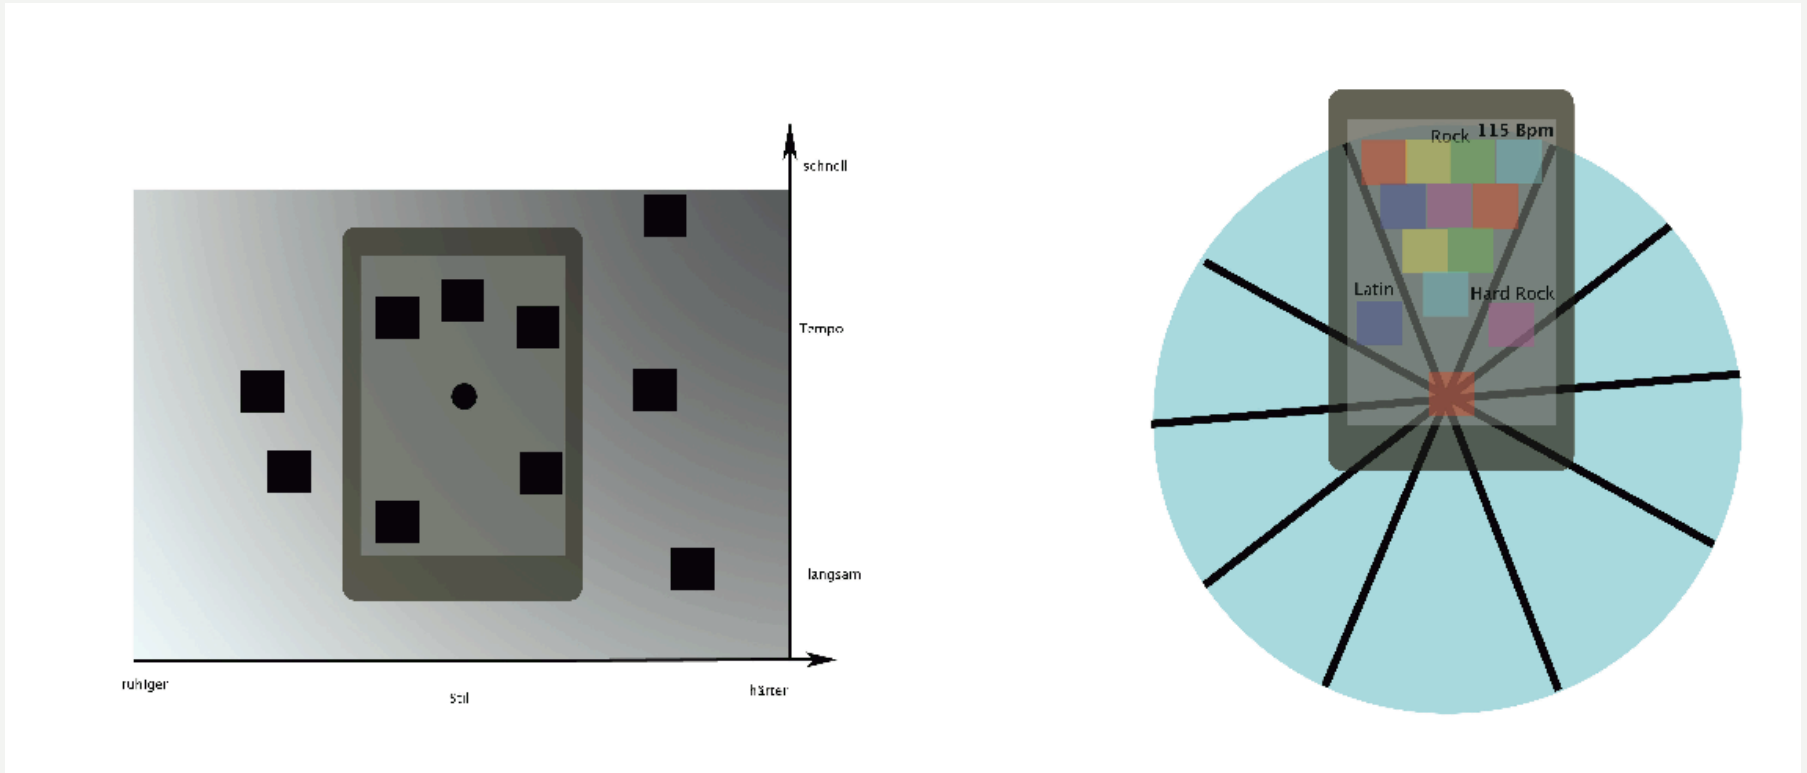 schnell
Tempo
langsam
ruhiger
Stil
härter
Rock 115 Bpm
Latin
Hard Rock